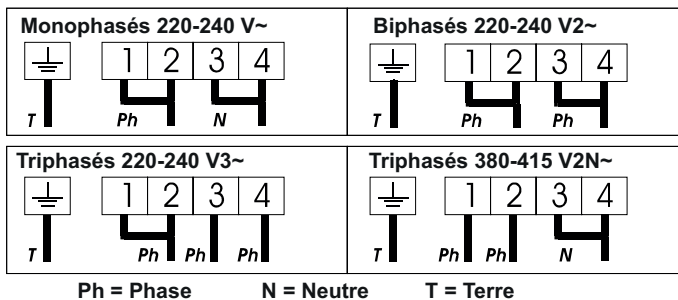 Monophasés 220-240 V~
1 2 3 4
T Ph N
Biphasés 220-240 V2~
1 2 3 4
T Ph Ph
Triphasés 220-240 V3~
1 2 3 4
T Ph Ph Ph
Triphasés 380-415 V2N~
1 2 3 4
T Ph Ph N
Ph = Phase N = Neutre T = Terre